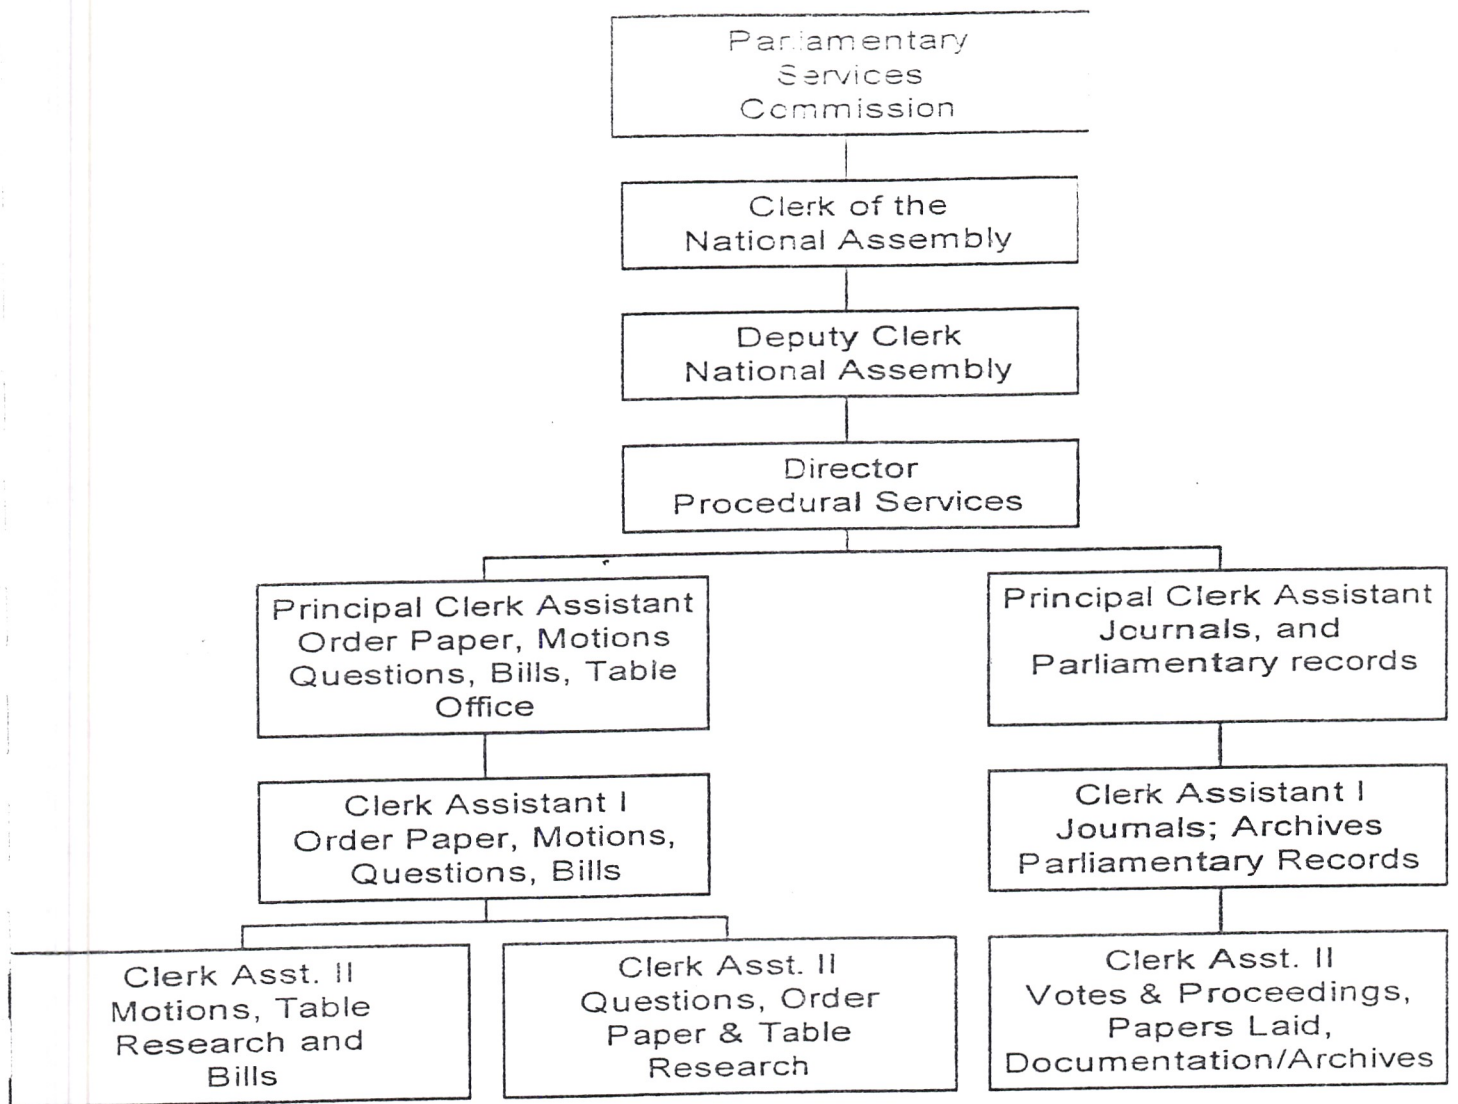 Parliamentary
Services
Commission
Clerk of the
National Assembly
Deputy Clerk
National Assembly
Director
Procedural Services
Principal Clerk Assistant
Order Paper, Motions
Questions, Bills, Table
Office
Principal Clerk Assistant
Journals, and
Parliamentary records
Clerk Assistant I
Order Paper, Motions,
Questions, Bills
Clerk Assistant I
Journals; Archives
Parliamentary Records
Clerk Asst. II
Motions, Table
Research and
Bills
Clerk Asst. II
Questions, Order
Paper & Table
Research
Clerk Asst. II
Votes & Proceedings,
Papers Laid,
Documentation/Archives